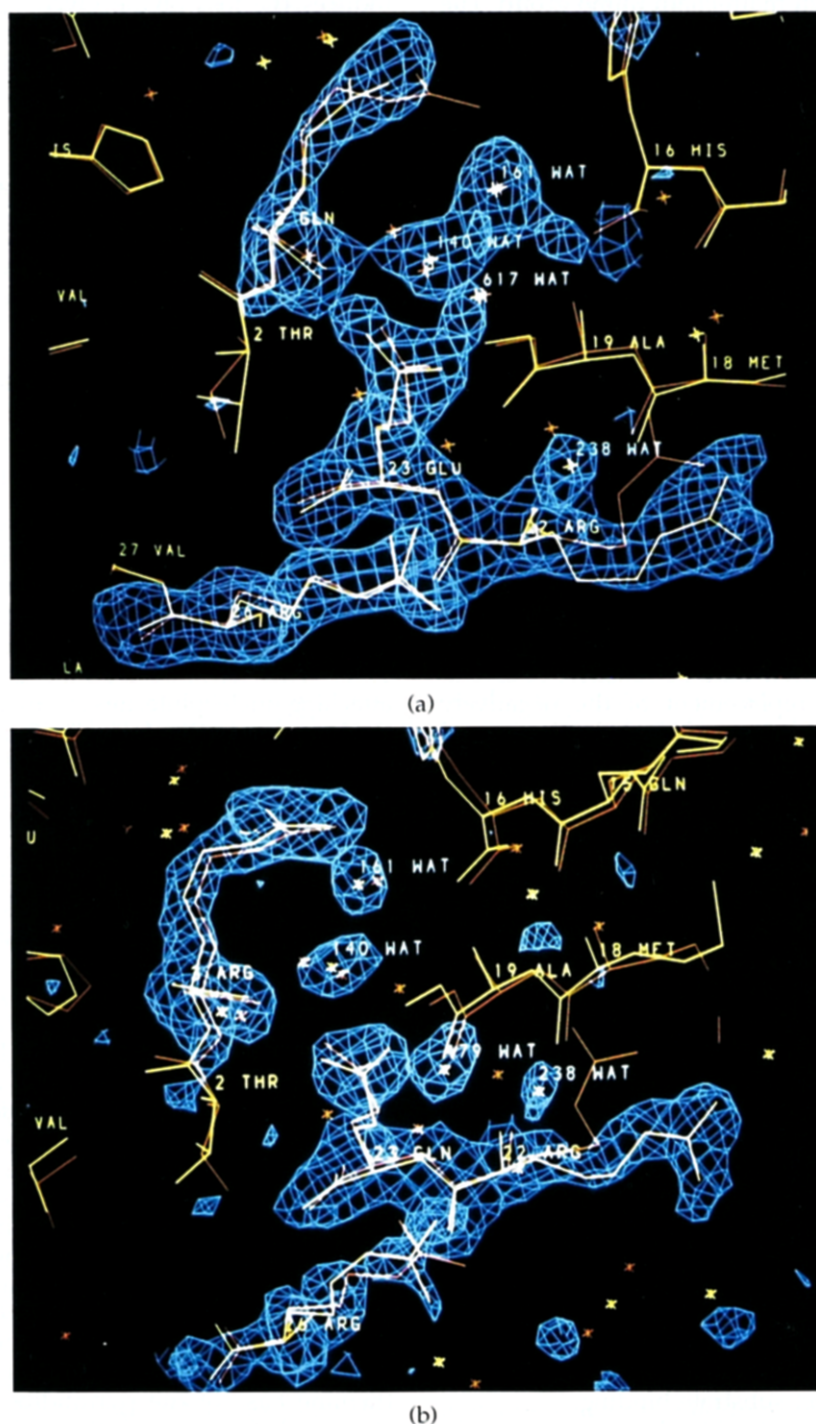 16 HIS
161 WAT
GLN
140 WAT
617 WAT
VAL
2 THR
19 ALA
18 MET
238 WAT
23 GLU
22 ARG
27 VAL
26 ARG
LA
(a)
16 HIS
15 GLN
U
161 WAT
140 WAT
18 MET
19 ALA
ARG
2 THR
238 WAT
VAL
23 GLN
22 ARG
ARG
(b)